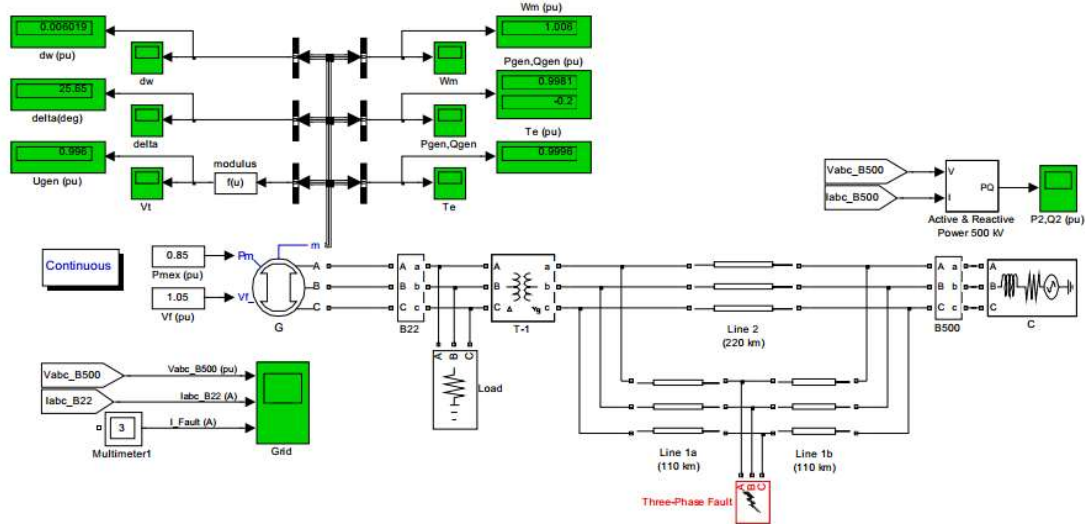 0.006019
dw (pu)
dw
25.65
delta(deg)
delta
0.996
Ugen (pu)
Vt
modulus
f(u)
Wm (pu)
1.006
Wm
Pgen,Qgen (pu)
0.9981
-0.2
Pgen,Qgen
Te (pu)
0.9996
Te
Vabc_B500
Iabc_B500
V
I
PQ
Active & Reactive
Power 500 kV
P2,Q2 (pu)
Continuous
0.85
Pmex (pu)
1.05
Vf (pu)
Pm
Vf_
m
A
B
C
G
A a
B b
C c
B22
A a
B b
C c
Δ Yg
T-1
Line 2
(220 km)
A a
B b
C c
B500
A
B
C
C
A B C
Load
Line 1a
(110 km)
Line 1b
(110 km)
A B C
Three-Phase Fault
Vabc_B500
Vabc_B500 (pu)
Iabc_B22
Iabc_B22 (A)
3
I_Fault (A)
Multimeter1
Grid